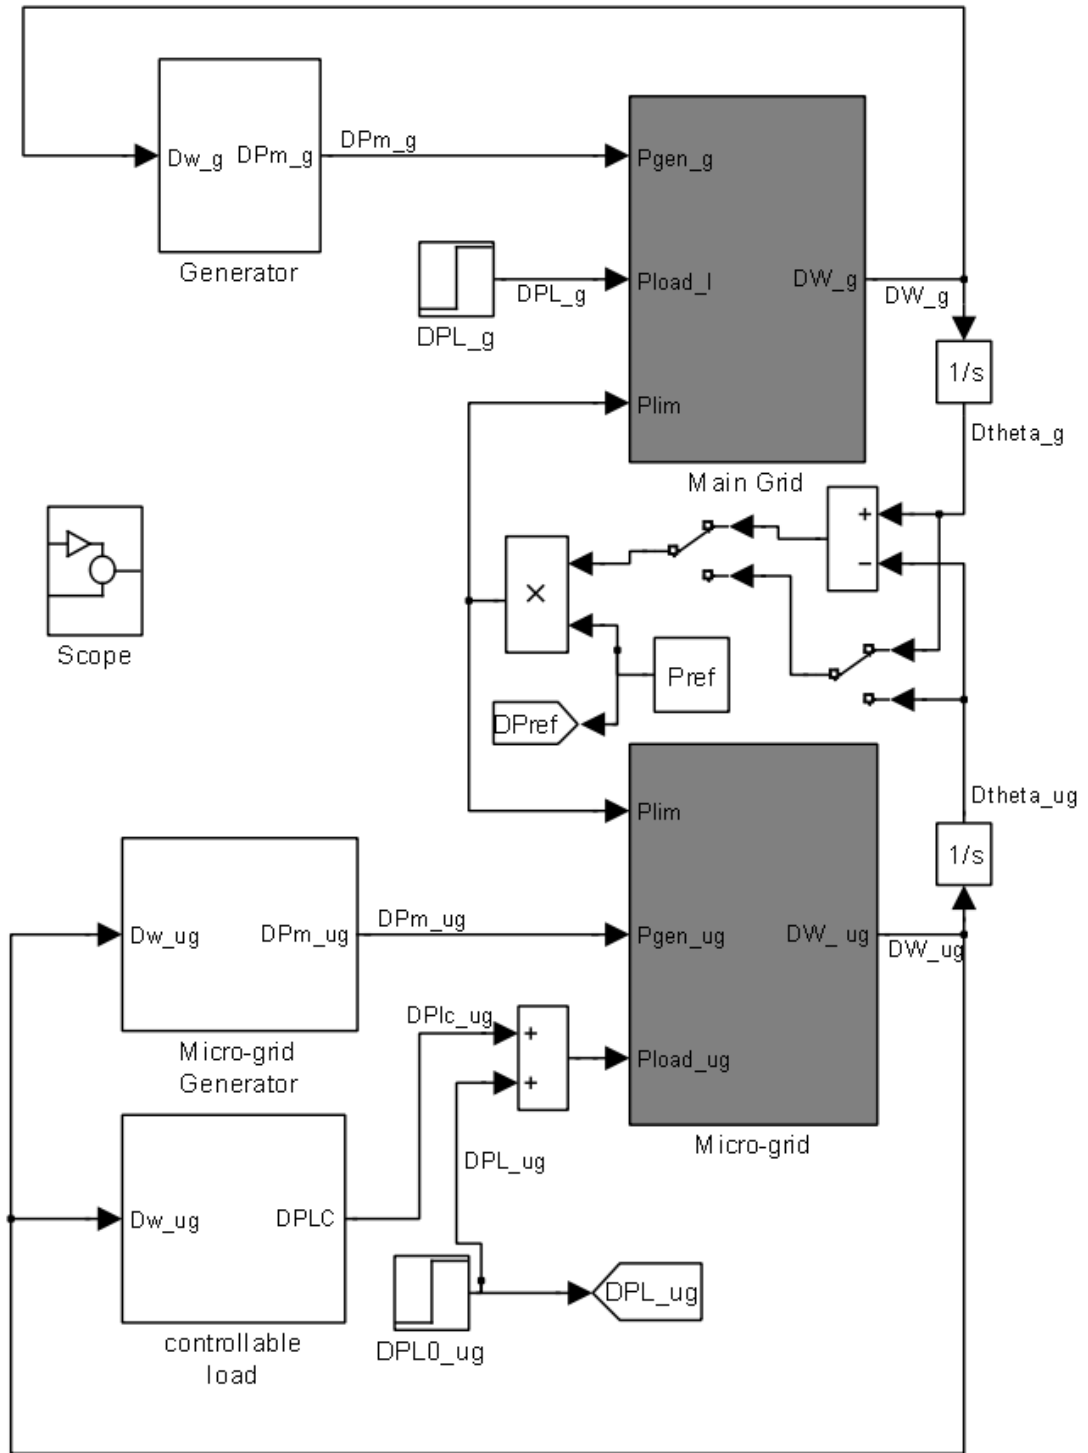 DPm_g
Dw_g
DPm_g
Pgen_g
Generator
DPL_g
DPL_g
Pload_l
DW_g
DW_g
1/s
Plim
Dtheta_g
Main Grid
+
−
×
Scope
Pref
DPref
Plim
Dtheta_ug
1/s
Dw_ug
DPm_ug
DPm_ug
Pgen_ug
DW_ ug
DW_ug
DPlc_ug
+
+
Pload_ug
Micro-grid
Generator
Micro-grid
DPL_ug
Dw_ug
DPLC
DPL_ug
controllable
load
DPL0_ug